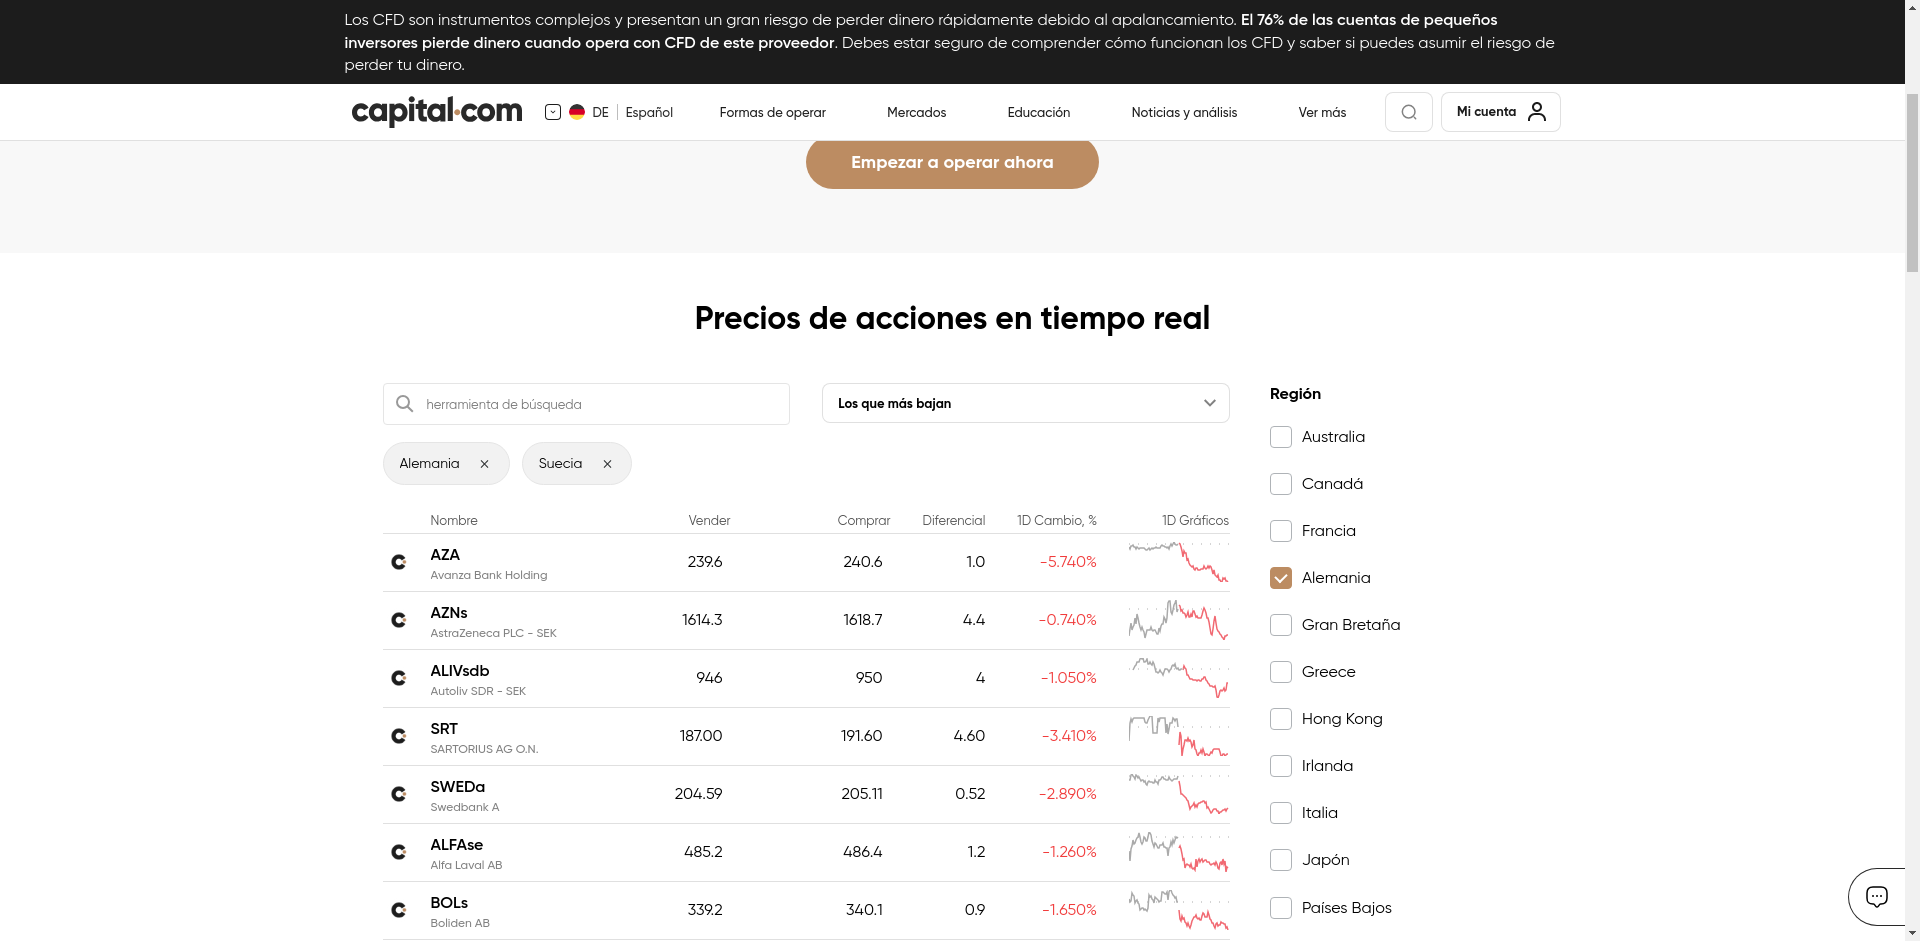 Los CFD son instrumentos complejos y presentan un gran riesgo de perder dinero rápidamente debido al apalancamiento. El 76% de las cuentas de pequeños
inversores pierde dinero cuando opera con CFD de este proveedor. Debes estar seguro de comprender cómo funcionan los CFD y saber si puedes asumir el riesgo de
perder tu dinero.
capital.com DE Español Formas de operar Mercados Educación Noticias y análisis Ver más Mi cuenta
Empezar a operar ahora
Precios de acciones en tiempo real
herramienta de búsqueda
Los que más bajan
Alemania × Suecia ×
Nombre Vender Comprar Diferencial 1D Cambio, % 1D Gráficos
AZA 239.6 240.6 1.0 -5.740%
Avanza Bank Holding
AZNs 1614.3 1618.7 4.4 -0.740%
AstraZeneca PLC - SEK
ALIVsdb 946 950 4 -1.050%
Autoliv SDR - SEK
SRT 187.00 191.60 4.60 -3.410%
SARTORIUS AG O.N.
SWEDa 204.59 205.11 0.52 -2.890%
Swedbank A
ALFAse 485.2 486.4 1.2 -1.260%
Alfa Laval AB
BOLs 339.2 340.1 0.9 -1.650%
Boliden AB
Región
Australia
Canadá
Francia
Alemania
Gran Bretaña
Greece
Hong Kong
Irlanda
Italia
Japón
Países Bajos